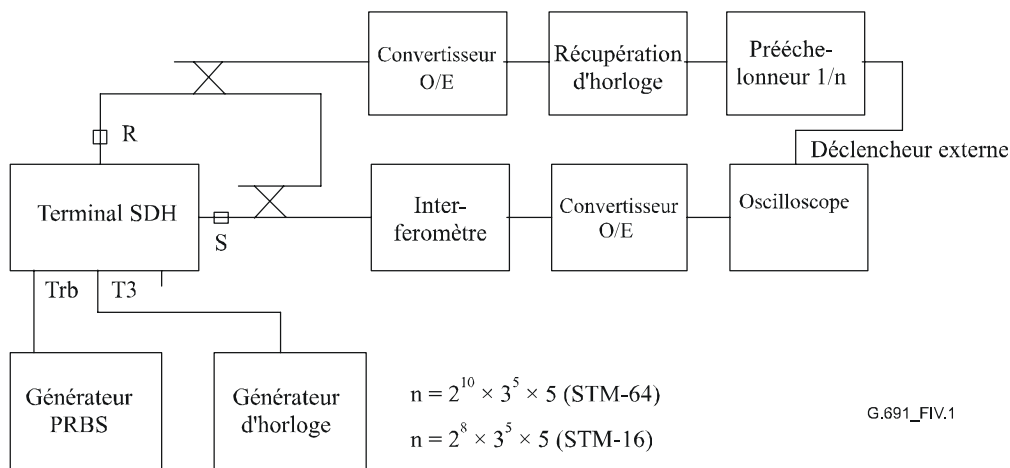 Convertisseur
O/E
Récupération
d'horloge
Prééche-
lonneur 1/n
R
Déclencheur externe
Terminal SDH
S
Inter-
feromètre
Convertisseur
O/E
Oscilloscope
Trb
T3
Générateur
PRBS
Générateur
d'horloge
n = 2^10 × 3^5 × 5 (STM-64)
n = 2^8 × 3^5 × 5 (STM-16)
G.691_FIV.1